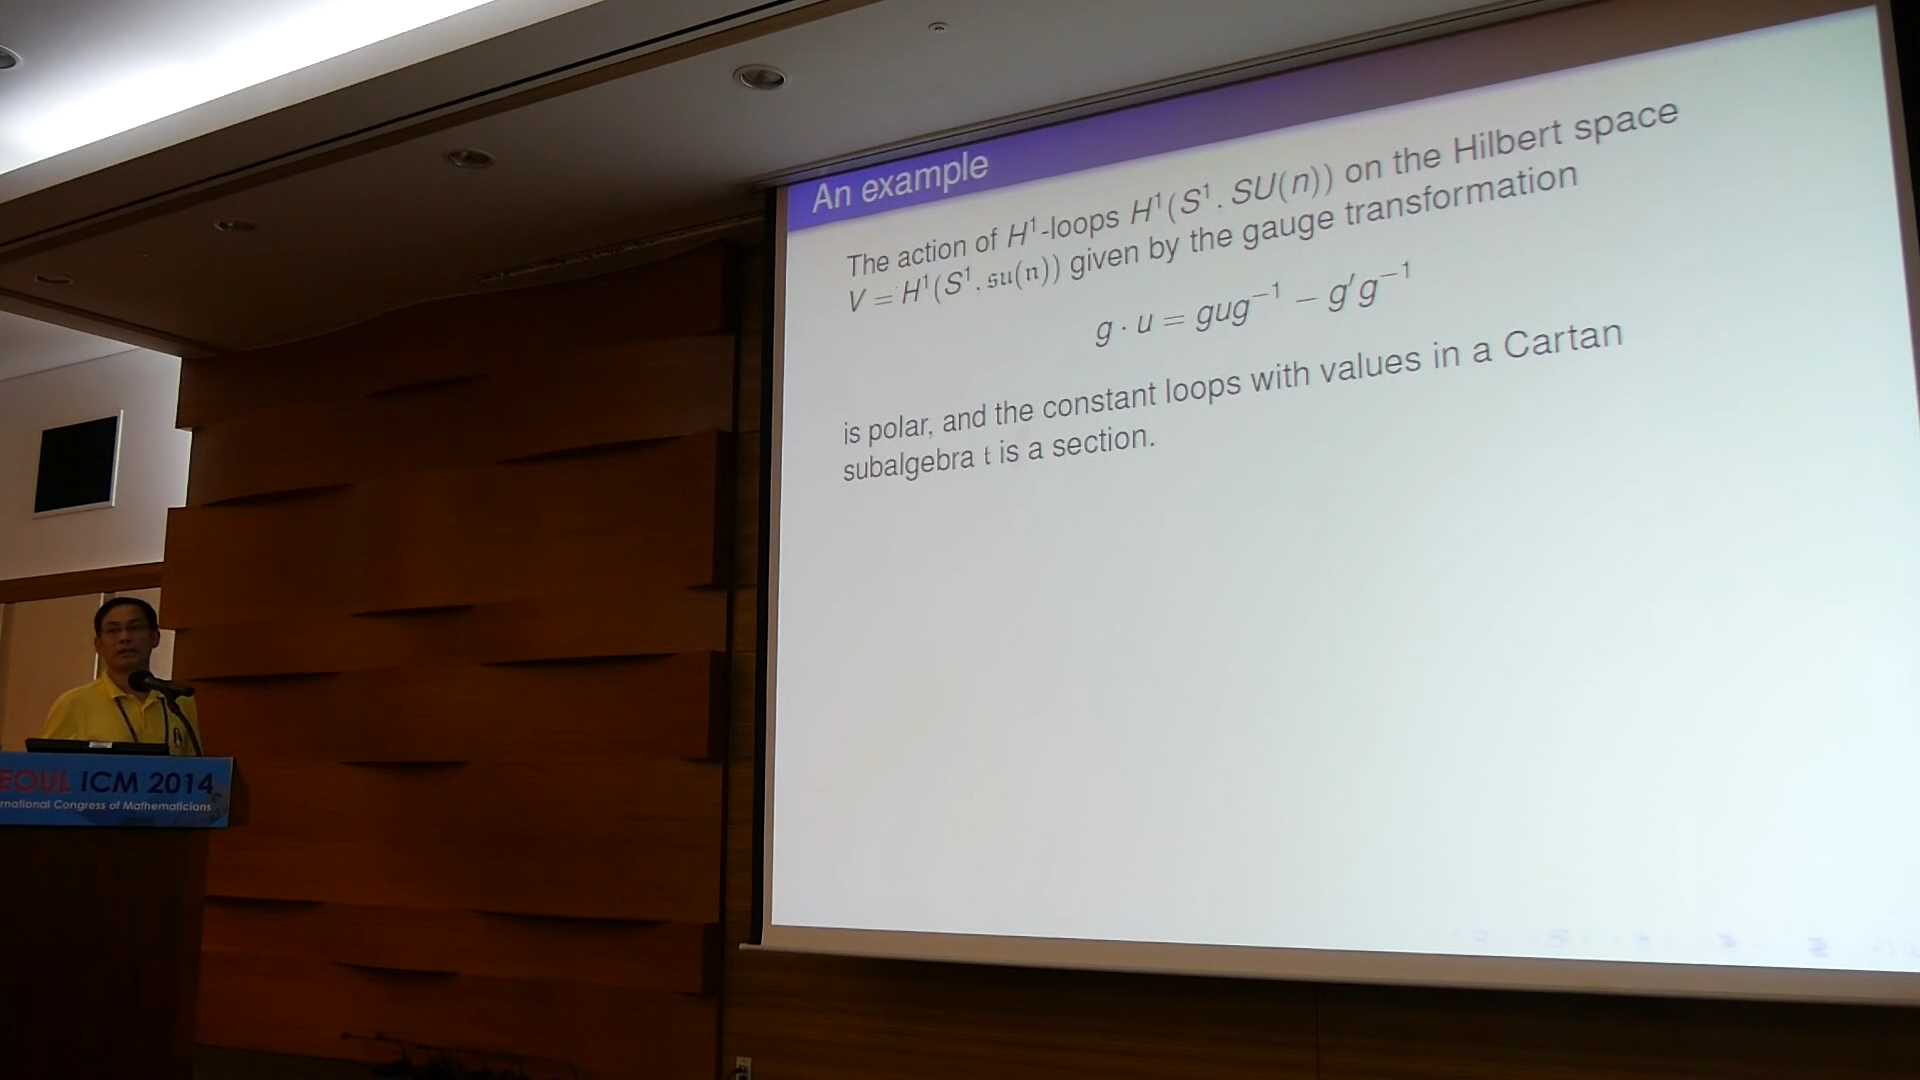 An example
The action of H¹-loops H¹(S¹. SU(n)) on the Hilbert space
V = H¹(S¹. 𝔰𝔲(𝔫)) given by the gauge transformation
g · u = gug⁻¹ − g′g⁻¹
is polar, and the constant loops with values in a Cartan
subalgebra 𝔱 is a section.
EOUL ICM 2014
rnational Congress of Mathematicians